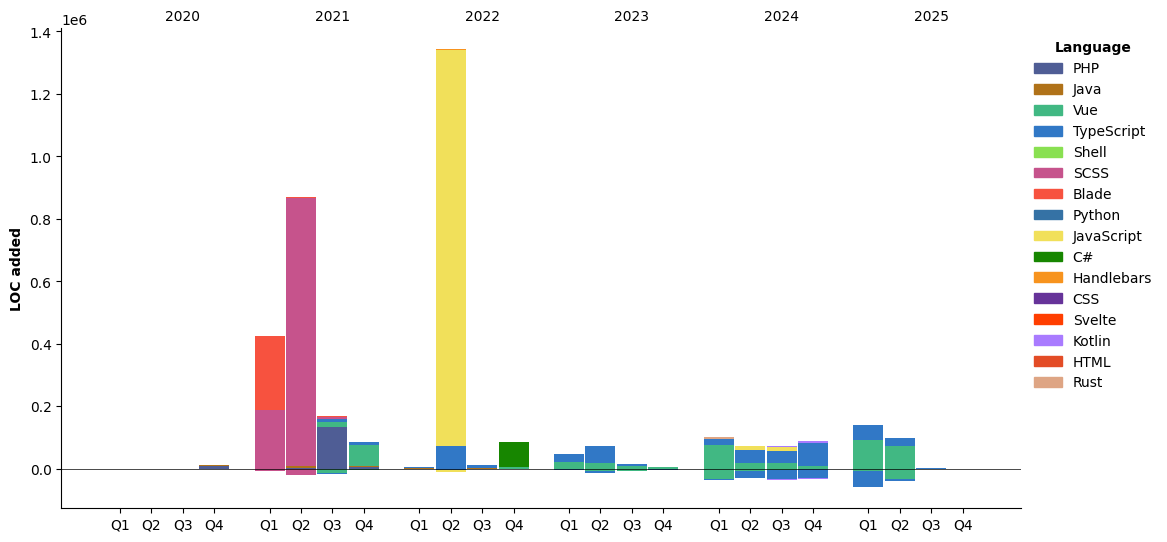 2020 2021 2022 2023 2024 2025
1e6
1.4
1.2
1.0
0.8
0.6
0.4
0.2
0.0
LOC added
Q1 Q2 Q3 Q4 Q1 Q2 Q3 Q4 Q1 Q2 Q3 Q4 Q1 Q2 Q3 Q4 Q1 Q2 Q3 Q4 Q1 Q2 Q3 Q4
Language
PHP
Java
Vue
TypeScript
Shell
SCSS
Blade
Python
JavaScript
C#
Handlebars
CSS
Svelte
Kotlin
HTML
Rust